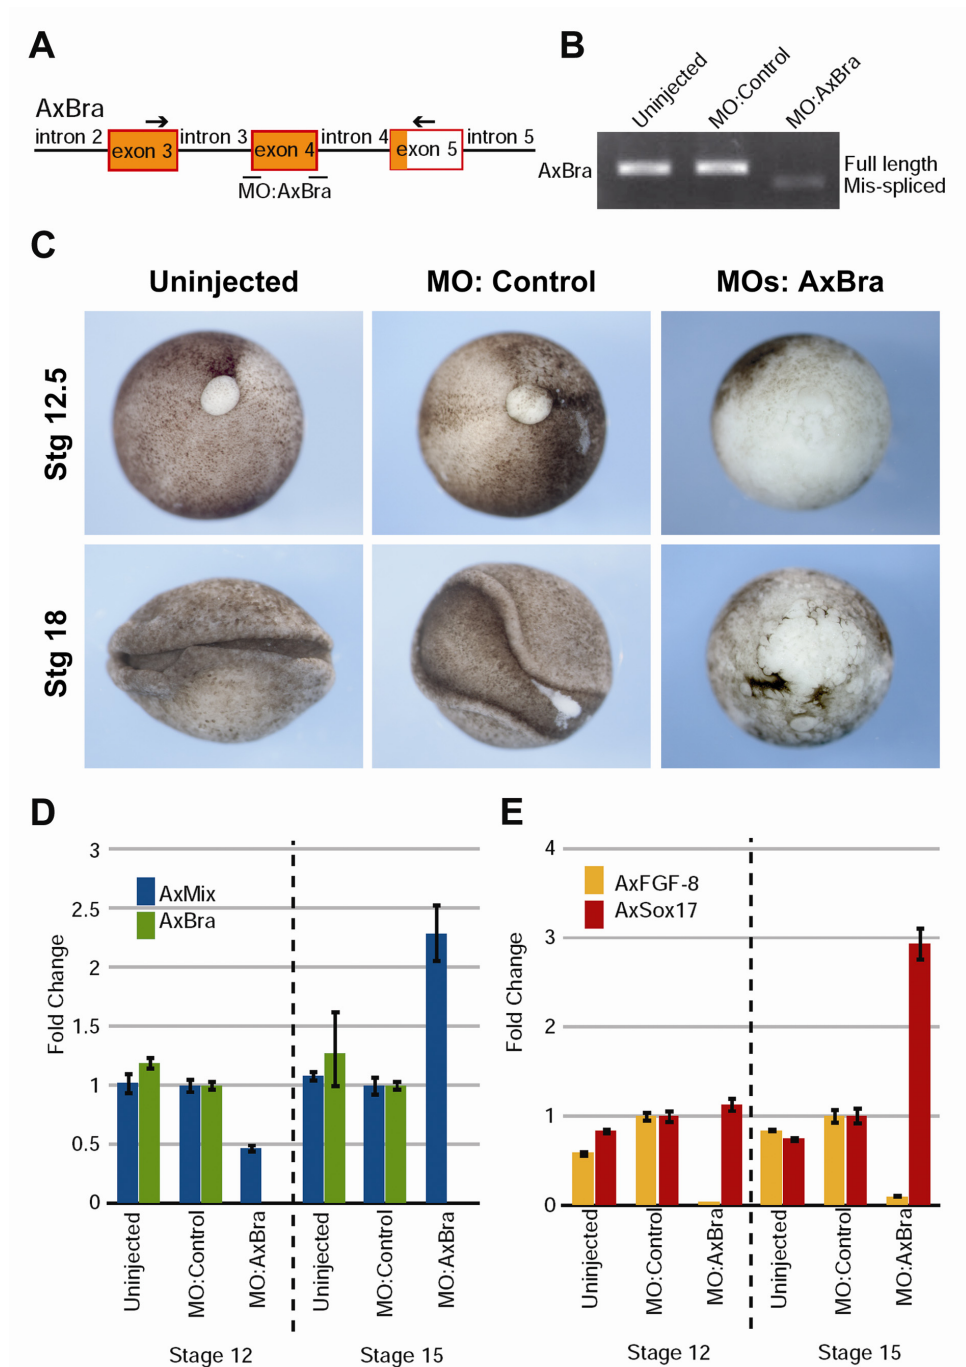 A
AxBra
intron 2 exon 3 intron 3 exon 4 intron 4 exon 5 intron 5
MO:AxBra
B
Uninjected MO:Control MO:AxBra
AxBra Full length
Mis-spliced
C
Uninjected MO: Control MOs: AxBra
Stg 12.5
Stg 18
D
3
2.5
2
1.5
1
0.5
0
Fold Change
AxMix
AxBra
Uninjected MO:Control MO:AxBra Uninjected MO:Control MO:AxBra
Stage 12 Stage 15
E
4
3
2
1
0
Fold Change
AxFGF-8
AxSox17
Uninjected MO:Control MO:AxBra Uninjected MO:Control MO:AxBra
Stage 12 Stage 15